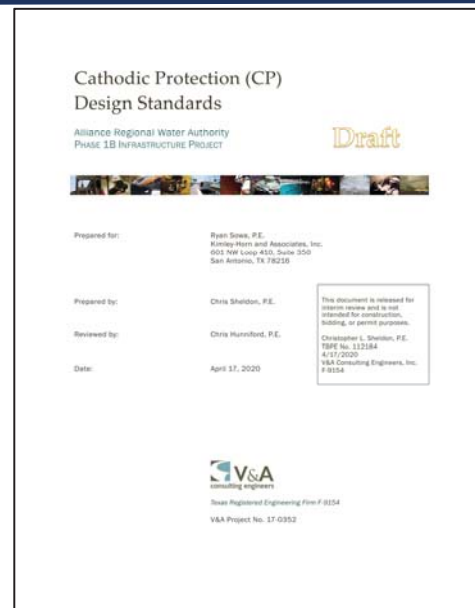 Cathodic Protection (CP)
Design Standards
Alliance Regional Water Authority
PHASE 1B INFRASTRUCTURE PROJECT
Draft
Prepared for:
Ryan Sowa, P.E.
Kimley-Horn and Associates, Inc.
601 NW Loop 410, Suite 350
San Antonio, TX 78216
Prepared by:
Chris Sheldon, P.E.
Reviewed by:
Chris Hunniford, P.E.
Date:
April 17, 2020
This document is released for
interim review and is not
intended for construction,
bidding, or permit purposes.
Christopher L. Sheldon, P.E.
TBPE No. 112184
4/17/2020
V&A Consulting Engineers, Inc.
F-9154
V&A
consulting engineers
Texas Registered Engineering Firm F-9154
V&A Project No. 17-0352